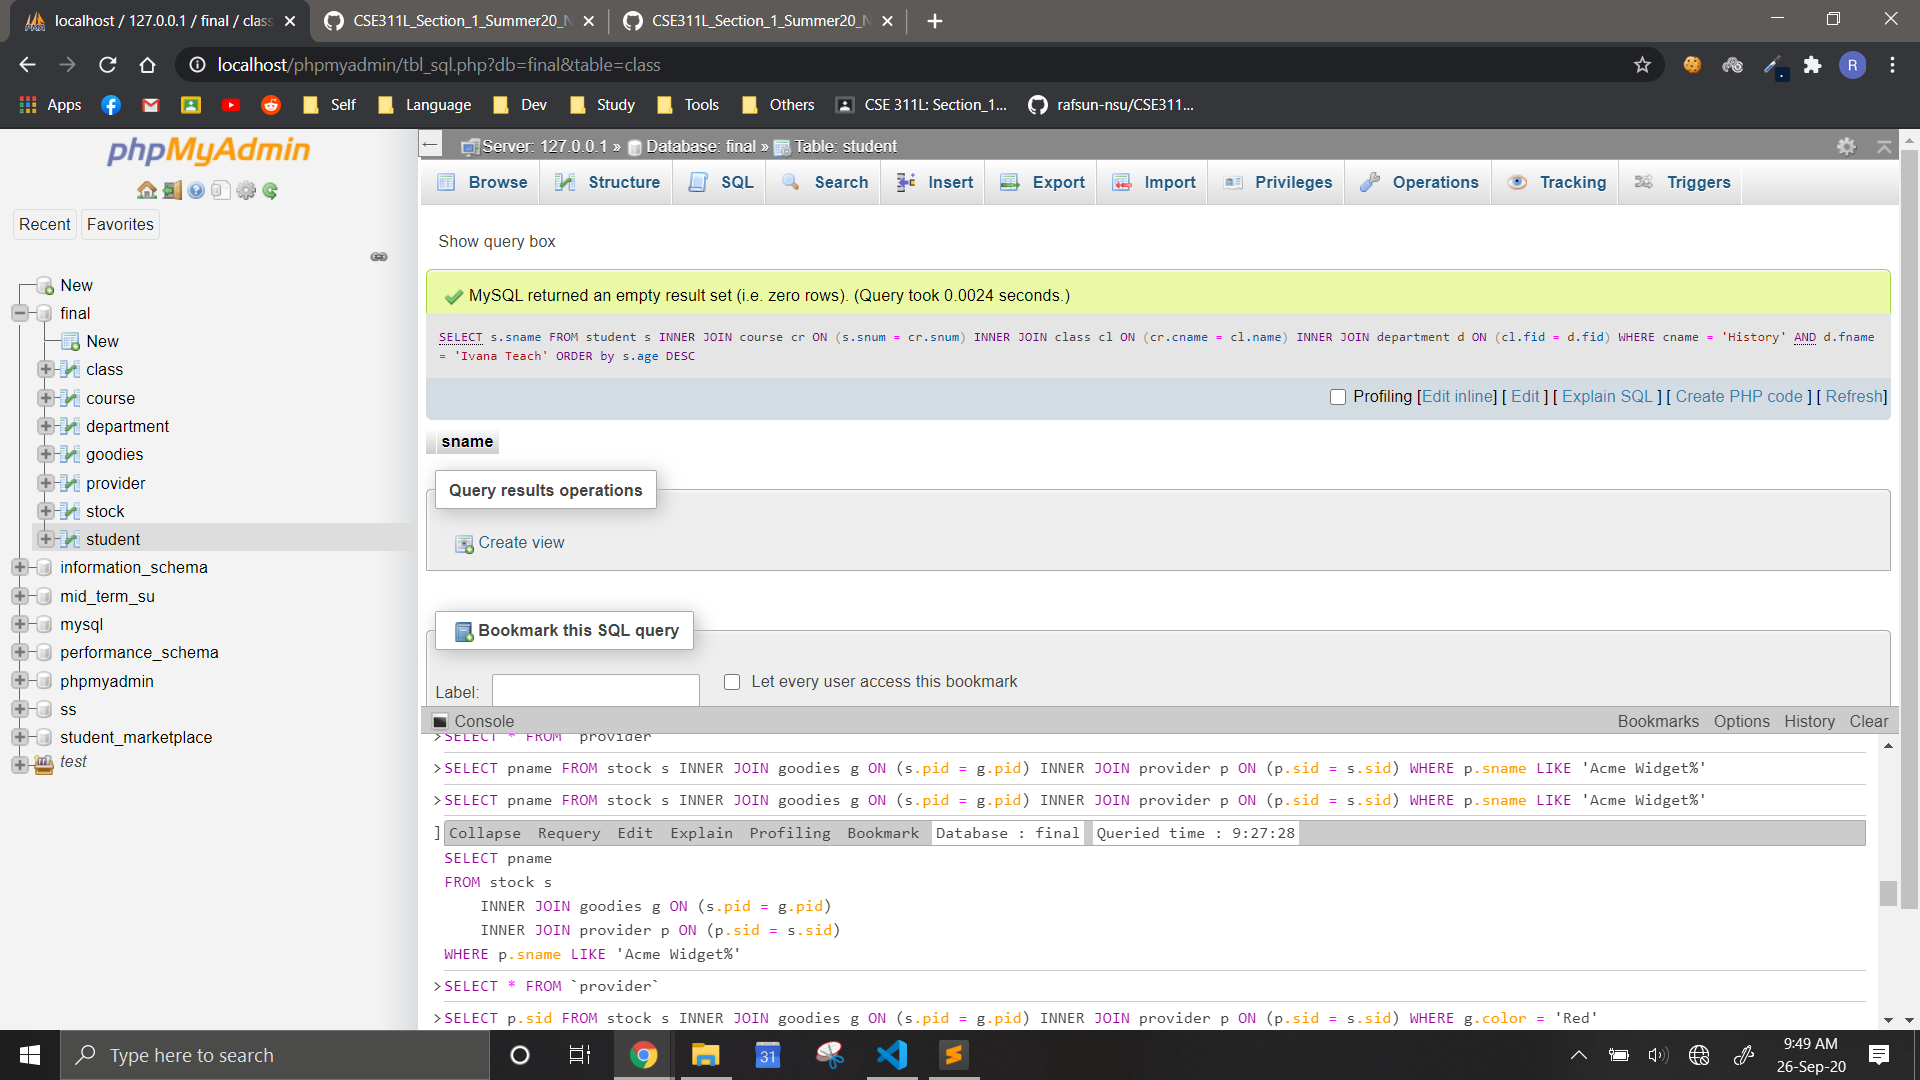 localhost / 127.0.0.1 / final / class
CSE311L_Section_1_Summer20_N
CSE311L_Section_1_Summer20_N
localhost/phpmyadmin/tbl_sql.php?db=final&table=class
R
Apps
Self
Language
Dev
Study
Tools
Others
CSE 311L: Section_1...
rafsun-nsu/CSE311...
phpMyAdmin
Recent
Favorites
New
final
New
class
course
department
goodies
provider
stock
student
information_schema
mid_term_su
mysql
performance_schema
phpmyadmin
ss
student_marketplace
test
Server: 127.0.0.1 » Database: final » Table: student
Browse
Structure
SQL
Search
Insert
Export
Import
Privileges
Operations
Tracking
Triggers
Show query box
MySQL returned an empty result set (i.e. zero rows). (Query took 0.0024 seconds.)
SELECT s.sname FROM student s INNER JOIN course cr ON (s.snum = cr.snum) INNER JOIN class cl ON (cr.cname = cl.name) INNER JOIN department d ON (cl.fid = d.fid) WHERE cname = 'History' AND d.fname
= 'Ivana Teach' ORDER by s.age DESC
Profiling [Edit inline] [ Edit ] [ Explain SQL ] [ Create PHP code ] [ Refresh]
sname
Query results operations
Create view
Bookmark this SQL query
Label:
Let every user access this bookmark
Console
Bookmarks
Options
History
Clear
>SELECT * FROM `provider`
>SELECT pname FROM stock s INNER JOIN goodies g ON (s.pid = g.pid) INNER JOIN provider p ON (p.sid = s.sid) WHERE p.sname LIKE 'Acme Widget%'
>SELECT pname FROM stock s INNER JOIN goodies g ON (s.pid = g.pid) INNER JOIN provider p ON (p.sid = s.sid) WHERE p.sname LIKE 'Acme Widget%'
] Collapse Requery Edit Explain Profiling Bookmark Database : final Queried time : 9:27:28
SELECT pname
FROM stock s
INNER JOIN goodies g ON (s.pid = g.pid)
INNER JOIN provider p ON (p.sid = s.sid)
WHERE p.sname LIKE 'Acme Widget%'
>SELECT * FROM `provider`
>SELECT p.sid FROM stock s INNER JOIN goodies g ON (s.pid = g.pid) INNER JOIN provider p ON (p.sid = s.sid) WHERE g.color = 'Red'
Type here to search
31
9:49 AM
26-Sep-20